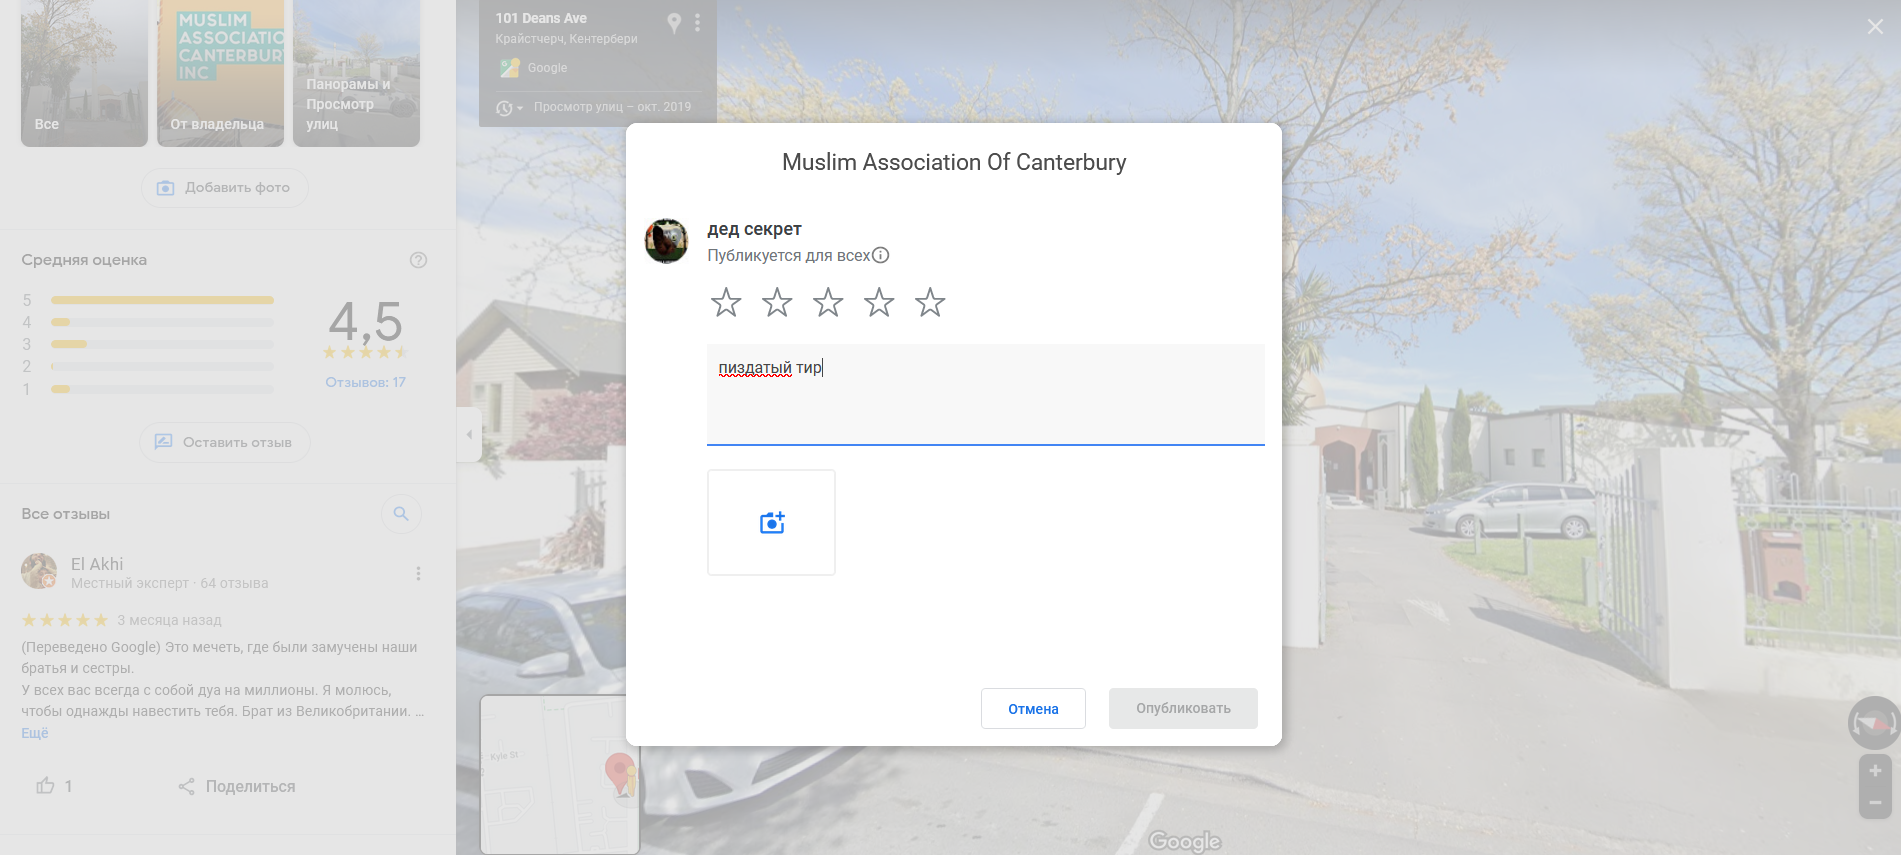 MUSLIM
ASSOCIATIO
CANTERBUR
INC
Все
От владельца
Панорамы и
Просмотр
улиц
Добавить фото
Средняя оценка
5
4
3
2
1
4,5
Отзывов: 17
Оставить отзыв
Все отзывы
El Akhi
Местный эксперт · 64 отзыва
3 месяца назад
(Переведено Google) Это мечеть, где были замучены наши
братья и сестры.
У всех вас всегда с собой дуа на миллионы. Я молюсь,
чтобы однажды навестить тебя. Брат из Великобритании. ...
Ещё
1
Поделиться
101 Deans Ave
Крайстчерч, Кентербери
Google
Просмотр улиц – окт. 2019
Muslim Association Of Canterbury
дед секрет
Публикуется для всех
пиздатый тир
Отмена
Опубликовать
Kyle St
Google